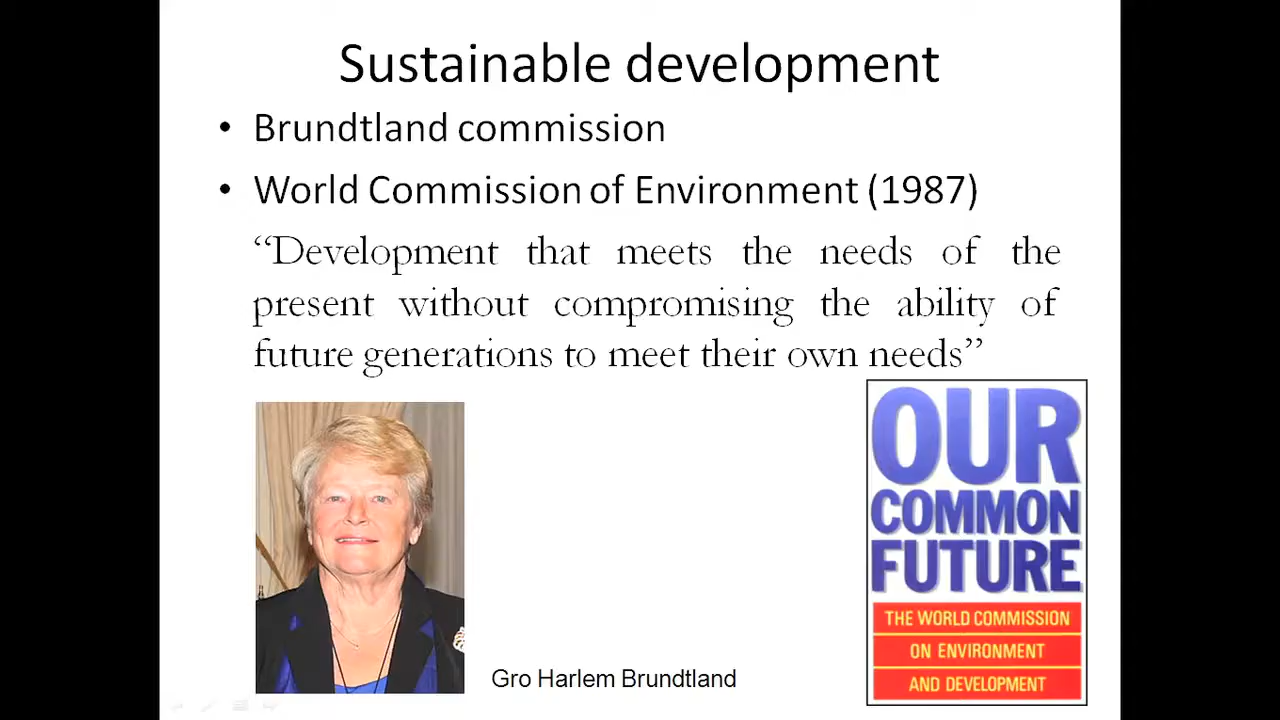 Sustainable development
• Brundtland commission
• World Commission of Environment (1987)
“Development that meets the needs of the
present without compromising the ability of
future generations to meet their own needs”
OUR
COMMON
FUTURE
THE WORLD COMMISSION
ON ENVIRONMENT
AND DEVELOPMENT
Gro Harlem Brundtland